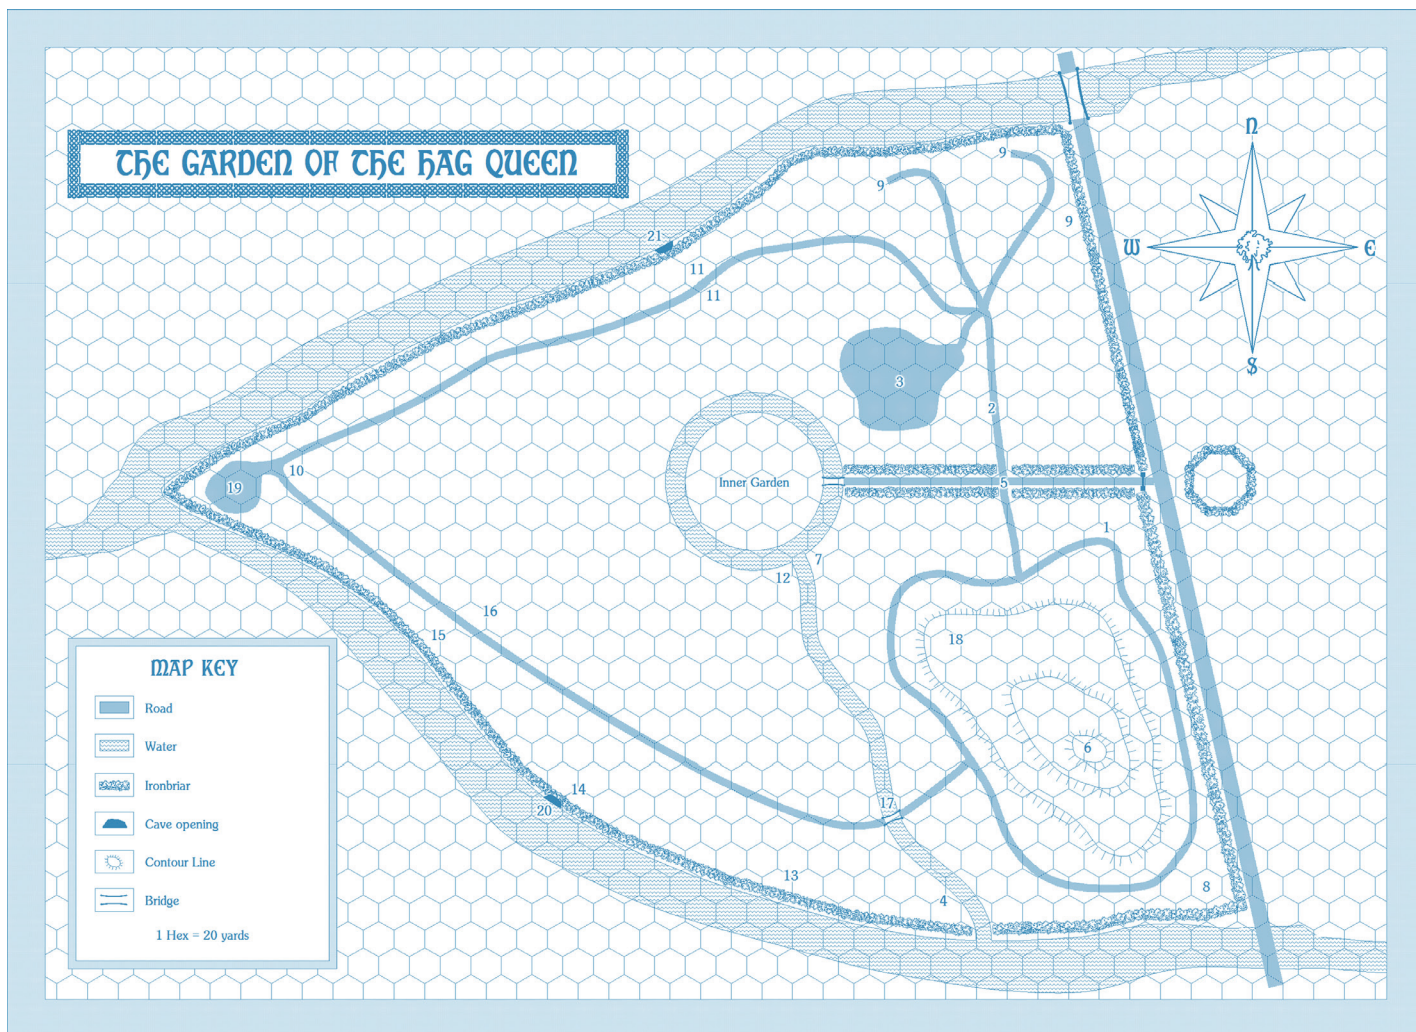 THE GARDEN OF THE HAG QUEEN
N
W
E
S
9
9
9
21
11
11
3
2
10
19
Inner Garden
5
1
7
12
16
15
18
6
17
14
20
13
4
8
MAP KEY
Road
Water
Ironbriar
Cave opening
Contour Line
Bridge
1 Hex = 20 yards